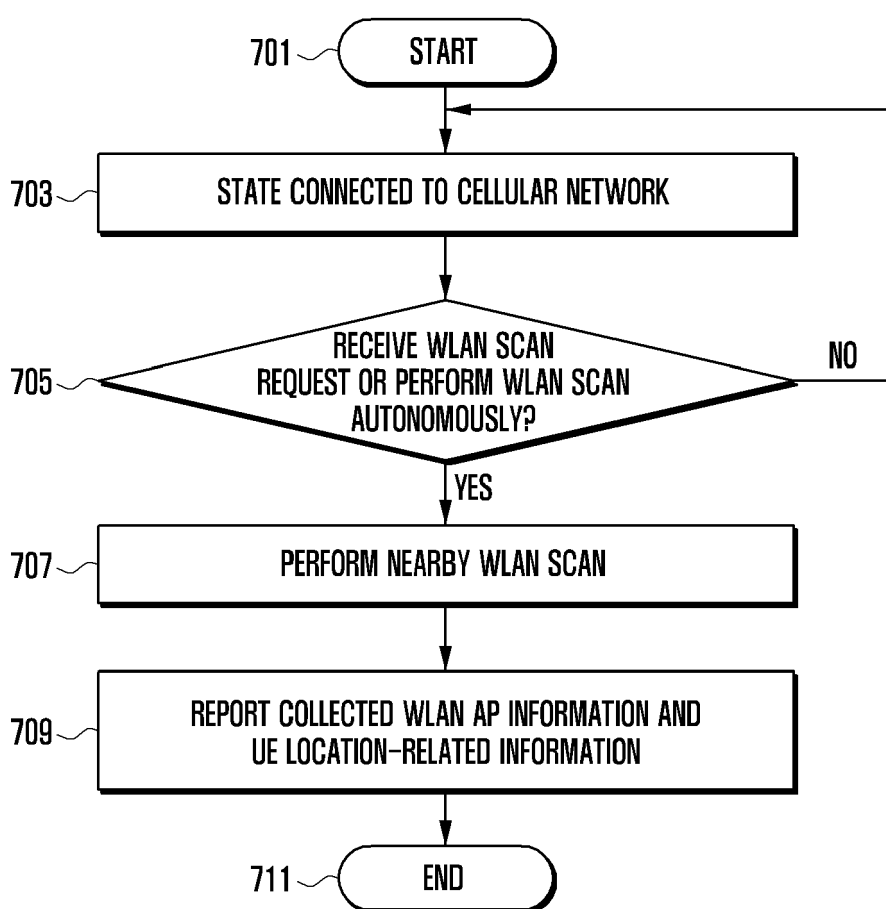 701
START
703
STATE CONNECTED TO CELLULAR NETWORK
705
RECEIVE WLAN SCAN
REQUEST OR PERFORM WLAN SCAN
AUTONOMOUSLY?
NO
YES
707
PERFORM NEARBY WLAN SCAN
709
REPORT COLLECTED WLAN AP INFORMATION AND
UE LOCATION-RELATED INFORMATION
711
END